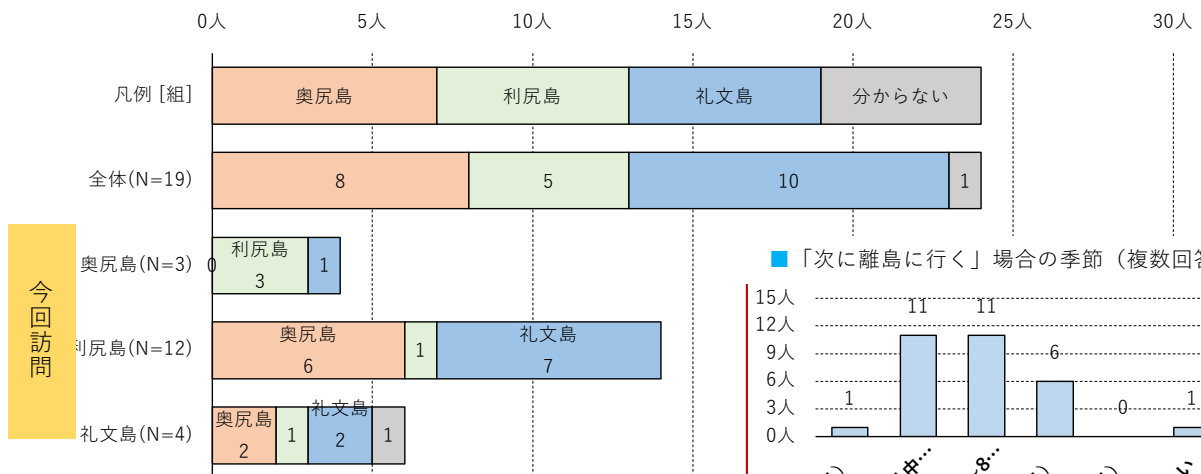 0人 5人 10人 15人 20人 25人 30人
凡例 [組] 奥尻島 利尻島 礼文島 分からない
全体(N=19) 8 5 10 1
今回訪問
奥尻島(N=3) 0 利尻島 3 1
利尻島(N=12) 奥尻島 6 1 礼文島 7
礼文島(N=4) 奥尻島 2 1 礼文島 2 1
■「次に離島に行く」場合の季節（複数回答
15人
12人
9人
6人
3人
0人
1 11 11 6 0 1
中…
8…
い